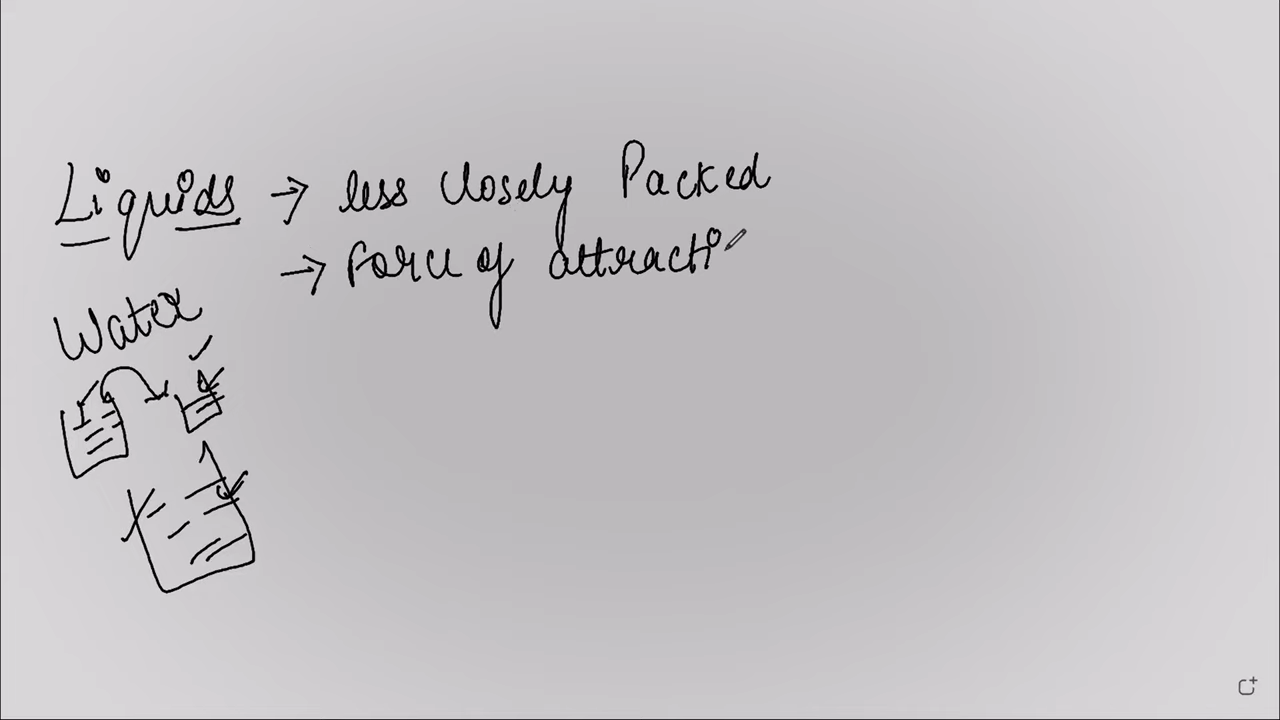 Liquids → less closely Packed
→ Force of attracti
Water